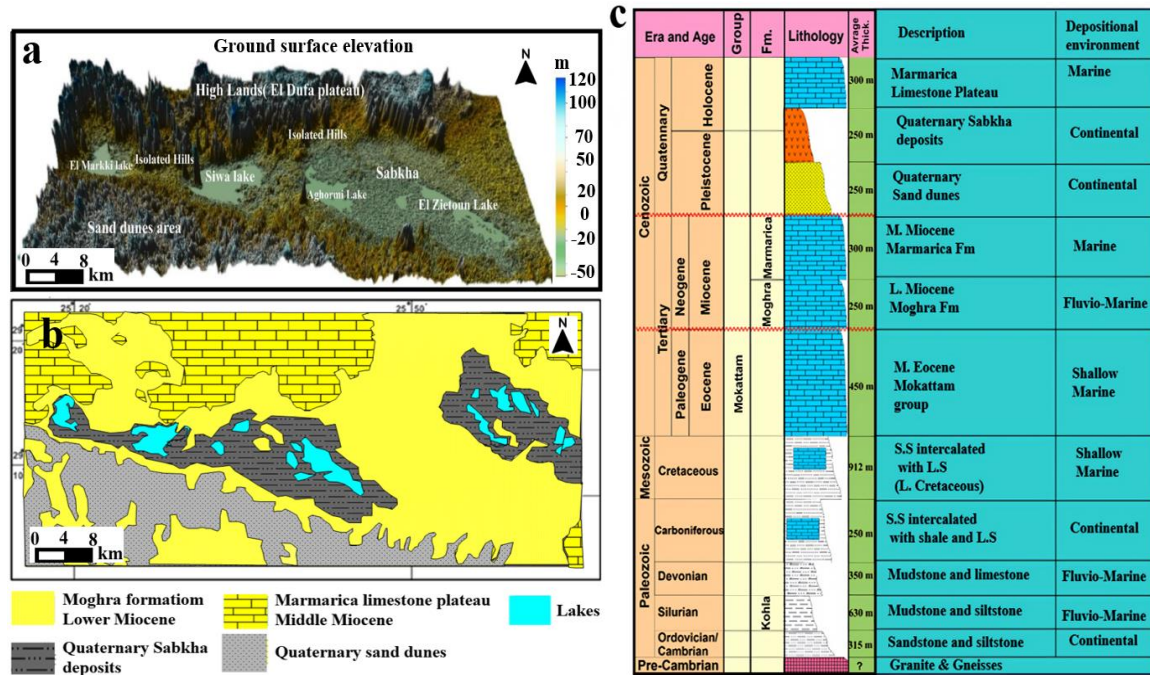 a
Ground surface elevation
N
m
120
100
70
50
20
0
-20
-50
High Lands( El Dufa plateau)
Isolated Hills
El Markki lake
Isolated Hills
Siwa lake
Sabkha
Aghormi Lake
El Zietoun Lake
Sand dunes area
0 4 8
km
b
25 20
25 50
29
20
29
10
N
0 4 8
km
Moghra formatiom
Lower Miocene
Marmarica limestone plateau
Middle Miocene
Lakes
Quaternary Sabkha
deposits
Quaternary sand dunes
c
Era and Age
Group
Fm.
Lithology
Avrage
Thick.
Description
Depositional
environment
Cenozoic
Quatennary
Holocene
300 m
Marmarica
Limestone Plateau
Marine
Pleistocene
250 m
Quaternary Sabkha
deposits
Continental
250 m
Quaternary
Sand dunes
Continental
Tertiary
Neogene
Miocene
Marmarica
300 m
M. Miocene
Marmarica Fm
Marine
Moghra
250 m
L. Miocene
Moghra Fm
Fluvio-Marine
Paleogene
Eocene
Mokattam
450 m
M. Eocene
Mokattam
group
Shallow
Marine
Mesozoic
Cretaceous
912 m
S.S intercalated
with L.S
(L. Cretaceous)
Shallow
Marine
Paleozoic
Carboniferous
250 m
S.S intercalated
with shale and L.S
Continental
Devonian
350 m
Mudstone and limestone
Fluvio-Marine
Kohla
Silurian
630 m
Mudstone and siltstone
Fluvio-Marine
Ordovician/
Cambrian
315 m
Sandstone and siltstone
Continental
Pre-Cambrian
?
Granite & Gneisses